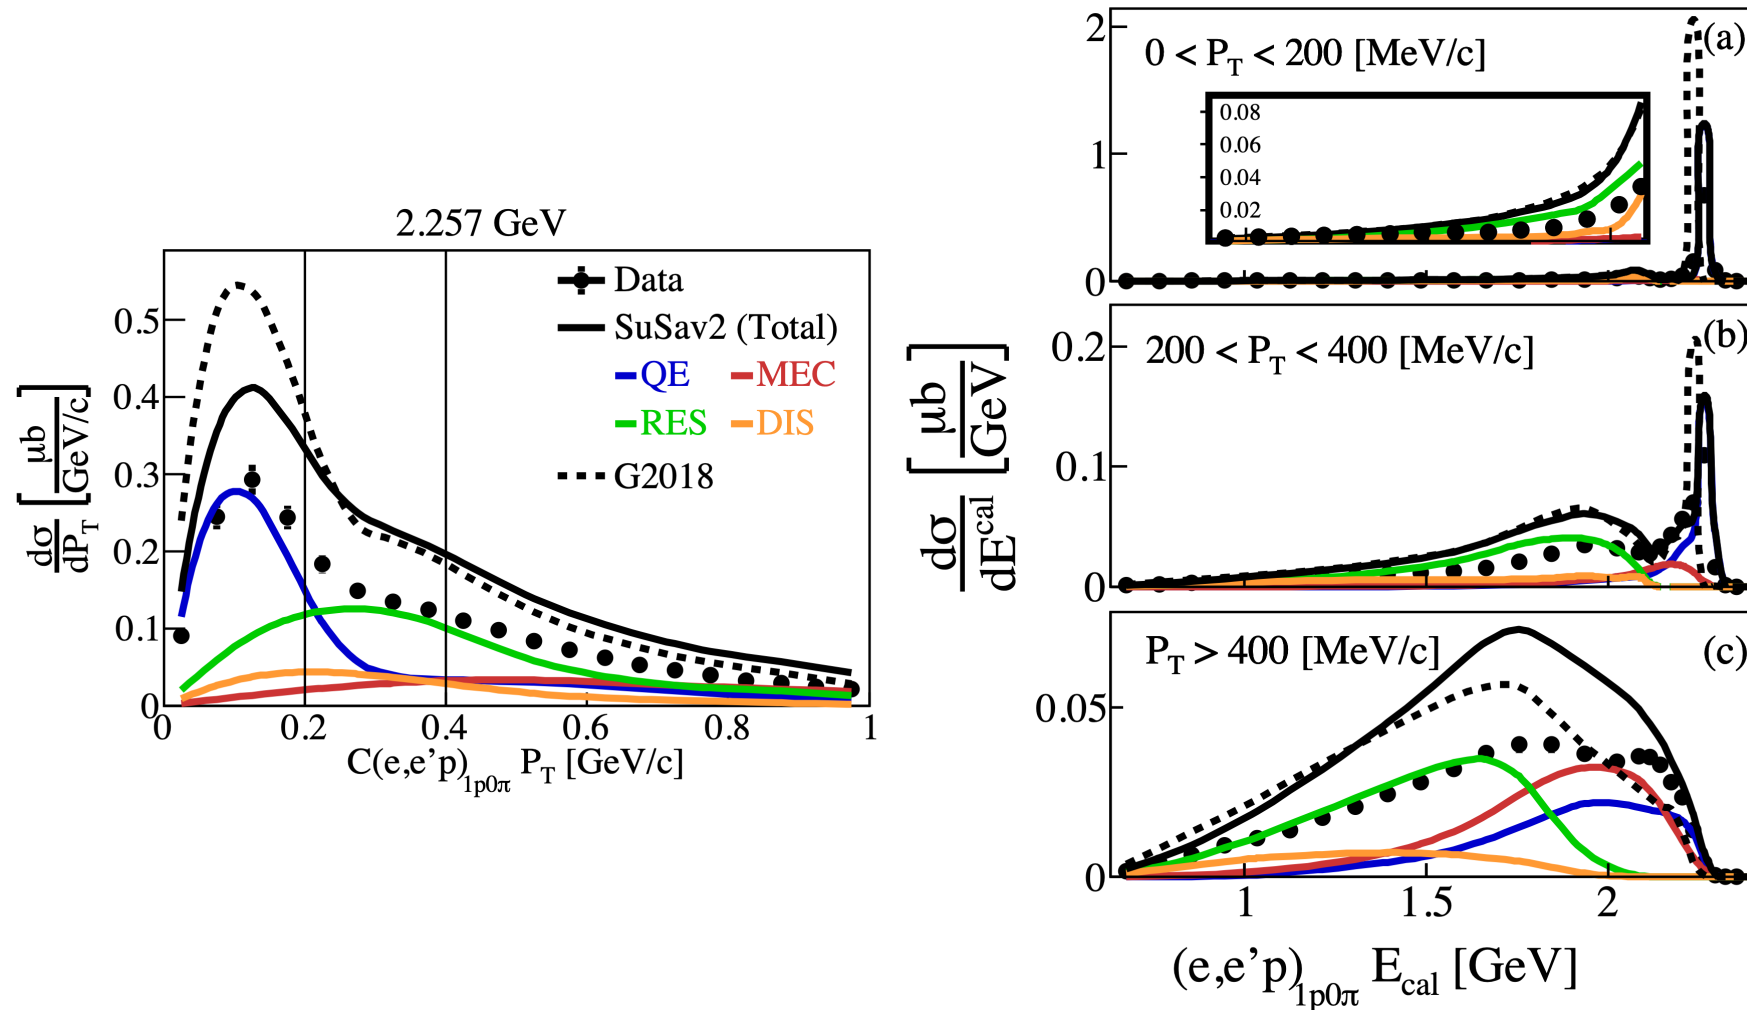 2.257 GeV
Data
SuSav2 (Total)
QE MEC
RES DIS
G2018
0.5
0.4
0.3
0.2
0.1
0
0 0.2 0.4 0.6 0.8 1
dσ/dP_T [μb/GeV/c]
C(e,e'p)_1p0π P_T [GeV/c]
dσ/dE^cal [μb/GeV]
(a)
0 < P_T < 200 [MeV/c]
2
1
0
0.08
0.06
0.04
0.02
(b)
200 < P_T < 400 [MeV/c]
0.2
0.1
0
(c)
P_T > 400 [MeV/c]
0.05
0
1 1.5 2
(e,e'p)_1p0π E_cal [GeV]